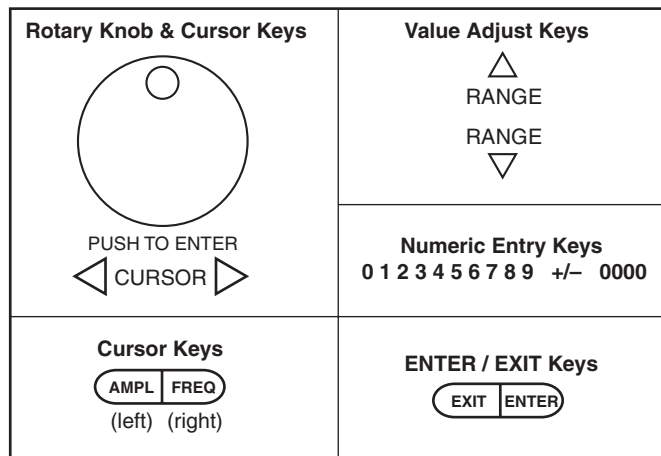 Rotary Knob & Cursor Keys
PUSH TO ENTER
CURSOR
Value Adjust Keys
RANGE
RANGE
Numeric Entry Keys
0 1 2 3 4 5 6 7 8 9 +/– 0000
Cursor Keys
AMPL FREQ
(left) (right)
ENTER / EXIT Keys
EXIT ENTER